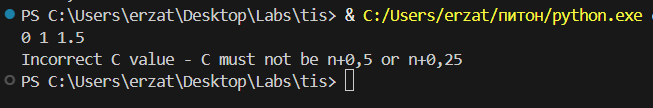 PS C:\Users\erzat\Desktop\Labs\tis> & C:/Users/erzat/питон/python.exe
0 1 1.5
Incorrect C value - C must not be n+0,5 or n+0,25
PS C:\Users\erzat\Desktop\Labs\tis>